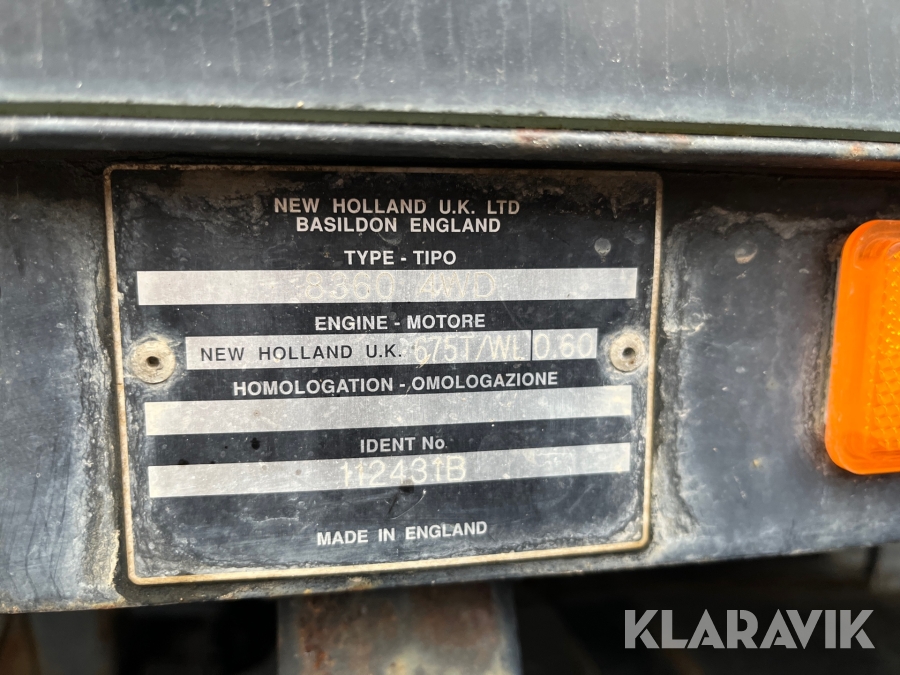 NEW HOLLAND U.K. LTD
BASILDON ENGLAND
TYPE - TIPO
8360 4WD
ENGINE - MOTORE
NEW HOLLAND U.K. 675T/WL 0.60
HOMOLOGATION - OMOLOGAZIONE
IDENT No.
112431B
MADE IN ENGLAND
KLARAVIK